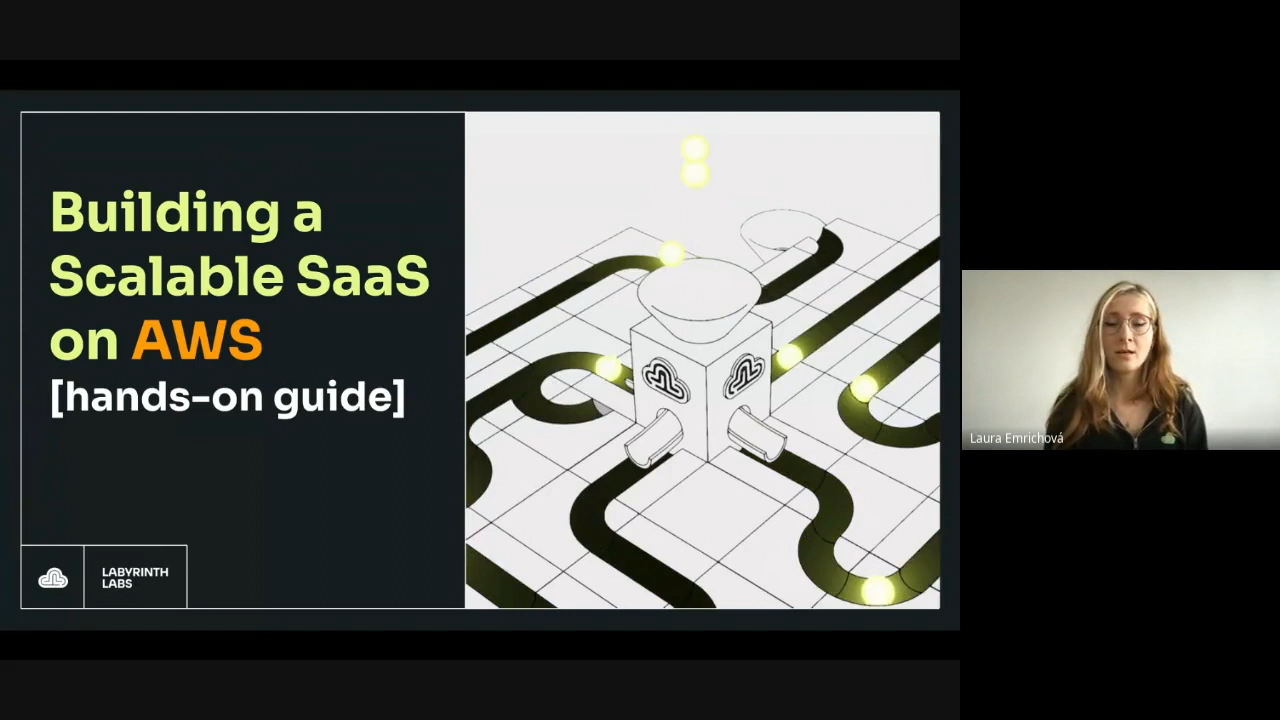 Building a
Scalable SaaS
on AWS
[hands-on guide]
LABYRINTH
LABS
Laura Emrichová